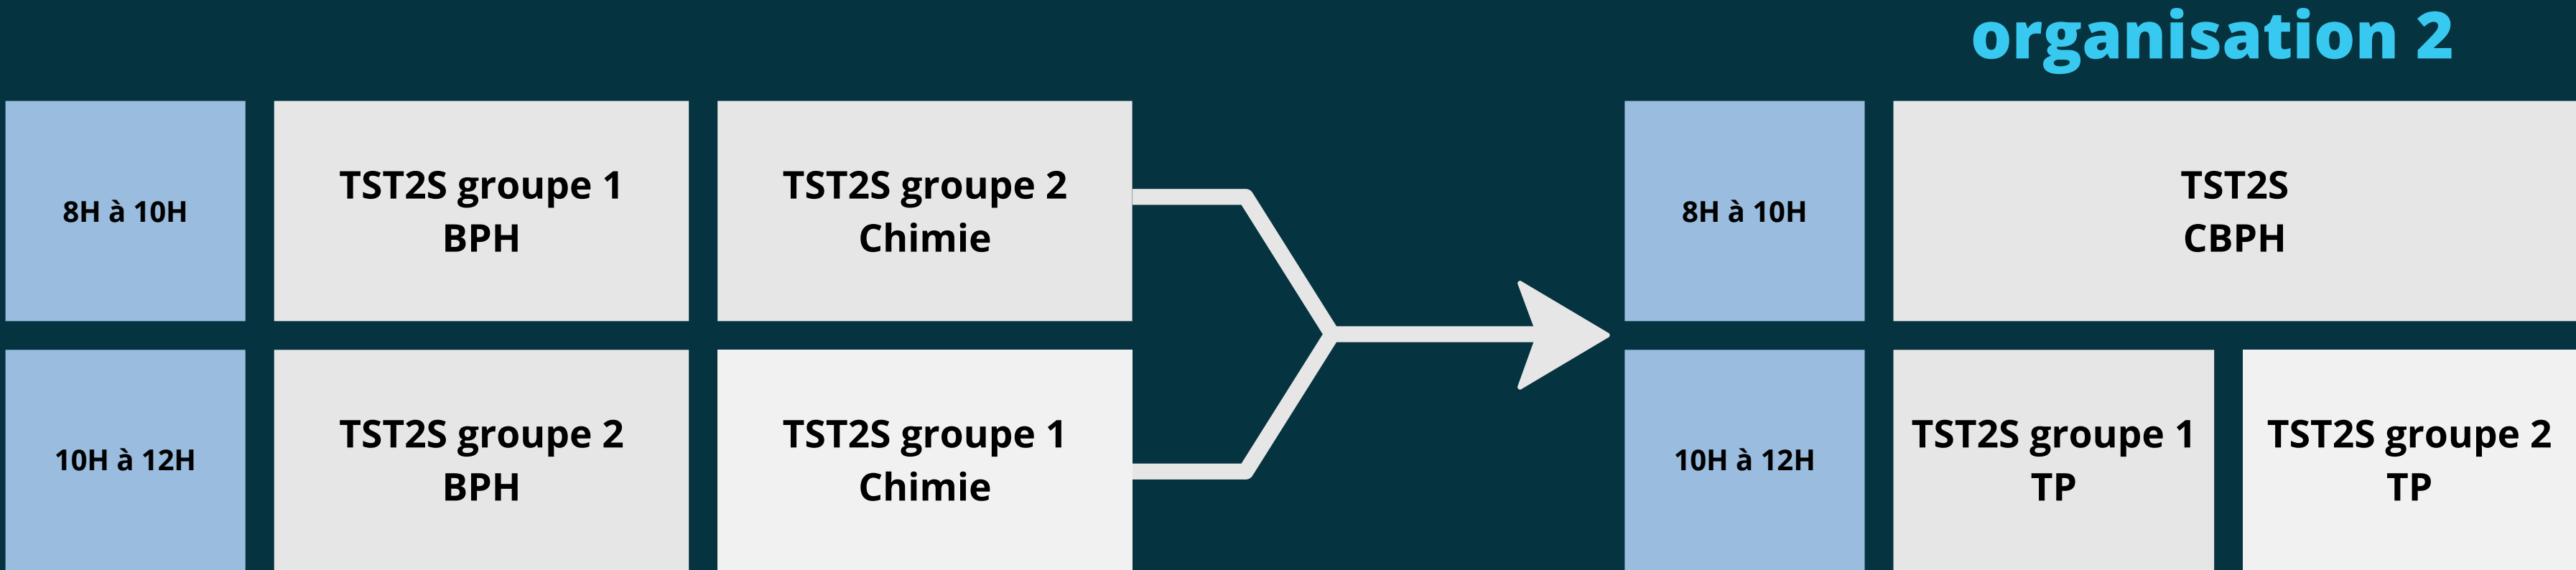 organisation 2
8H à 10H
TST2S groupe 1
BPH
TST2S groupe 2
Chimie
10H à 12H
TST2S groupe 2
BPH
TST2S groupe 1
Chimie
8H à 10H
TST2S
CBPH
10H à 12H
TST2S groupe 1
TP
TST2S groupe 2
TP